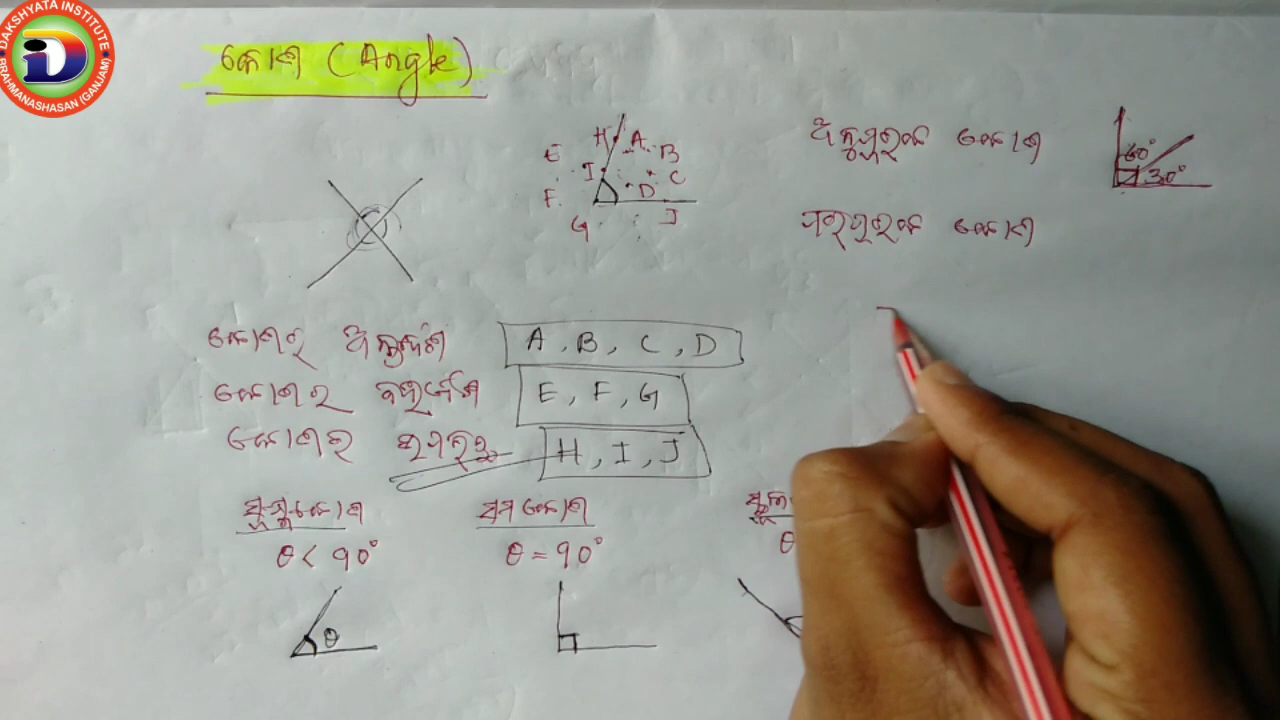 DAKSHYATA INSTITUTE
BRAHMANASHASAN (GANJAM)
iD
କୋଣ (Angle)
H A B
E I C
F D
G J
ଅନୁପୂରକ କୋଣ
60° 30°
ପରିପୂରକ କୋଣ
କୋଣର ଅନ୍ତର୍ଦେଶ A, B, C, D
କୋଣର ବହିର୍ଦେଶ E, F, G
କୋଣର H, I, J
ସୂକ୍ଷ୍ମକୋଣ ସମକୋଣ
θ < 90° θ = 90° θ
θ